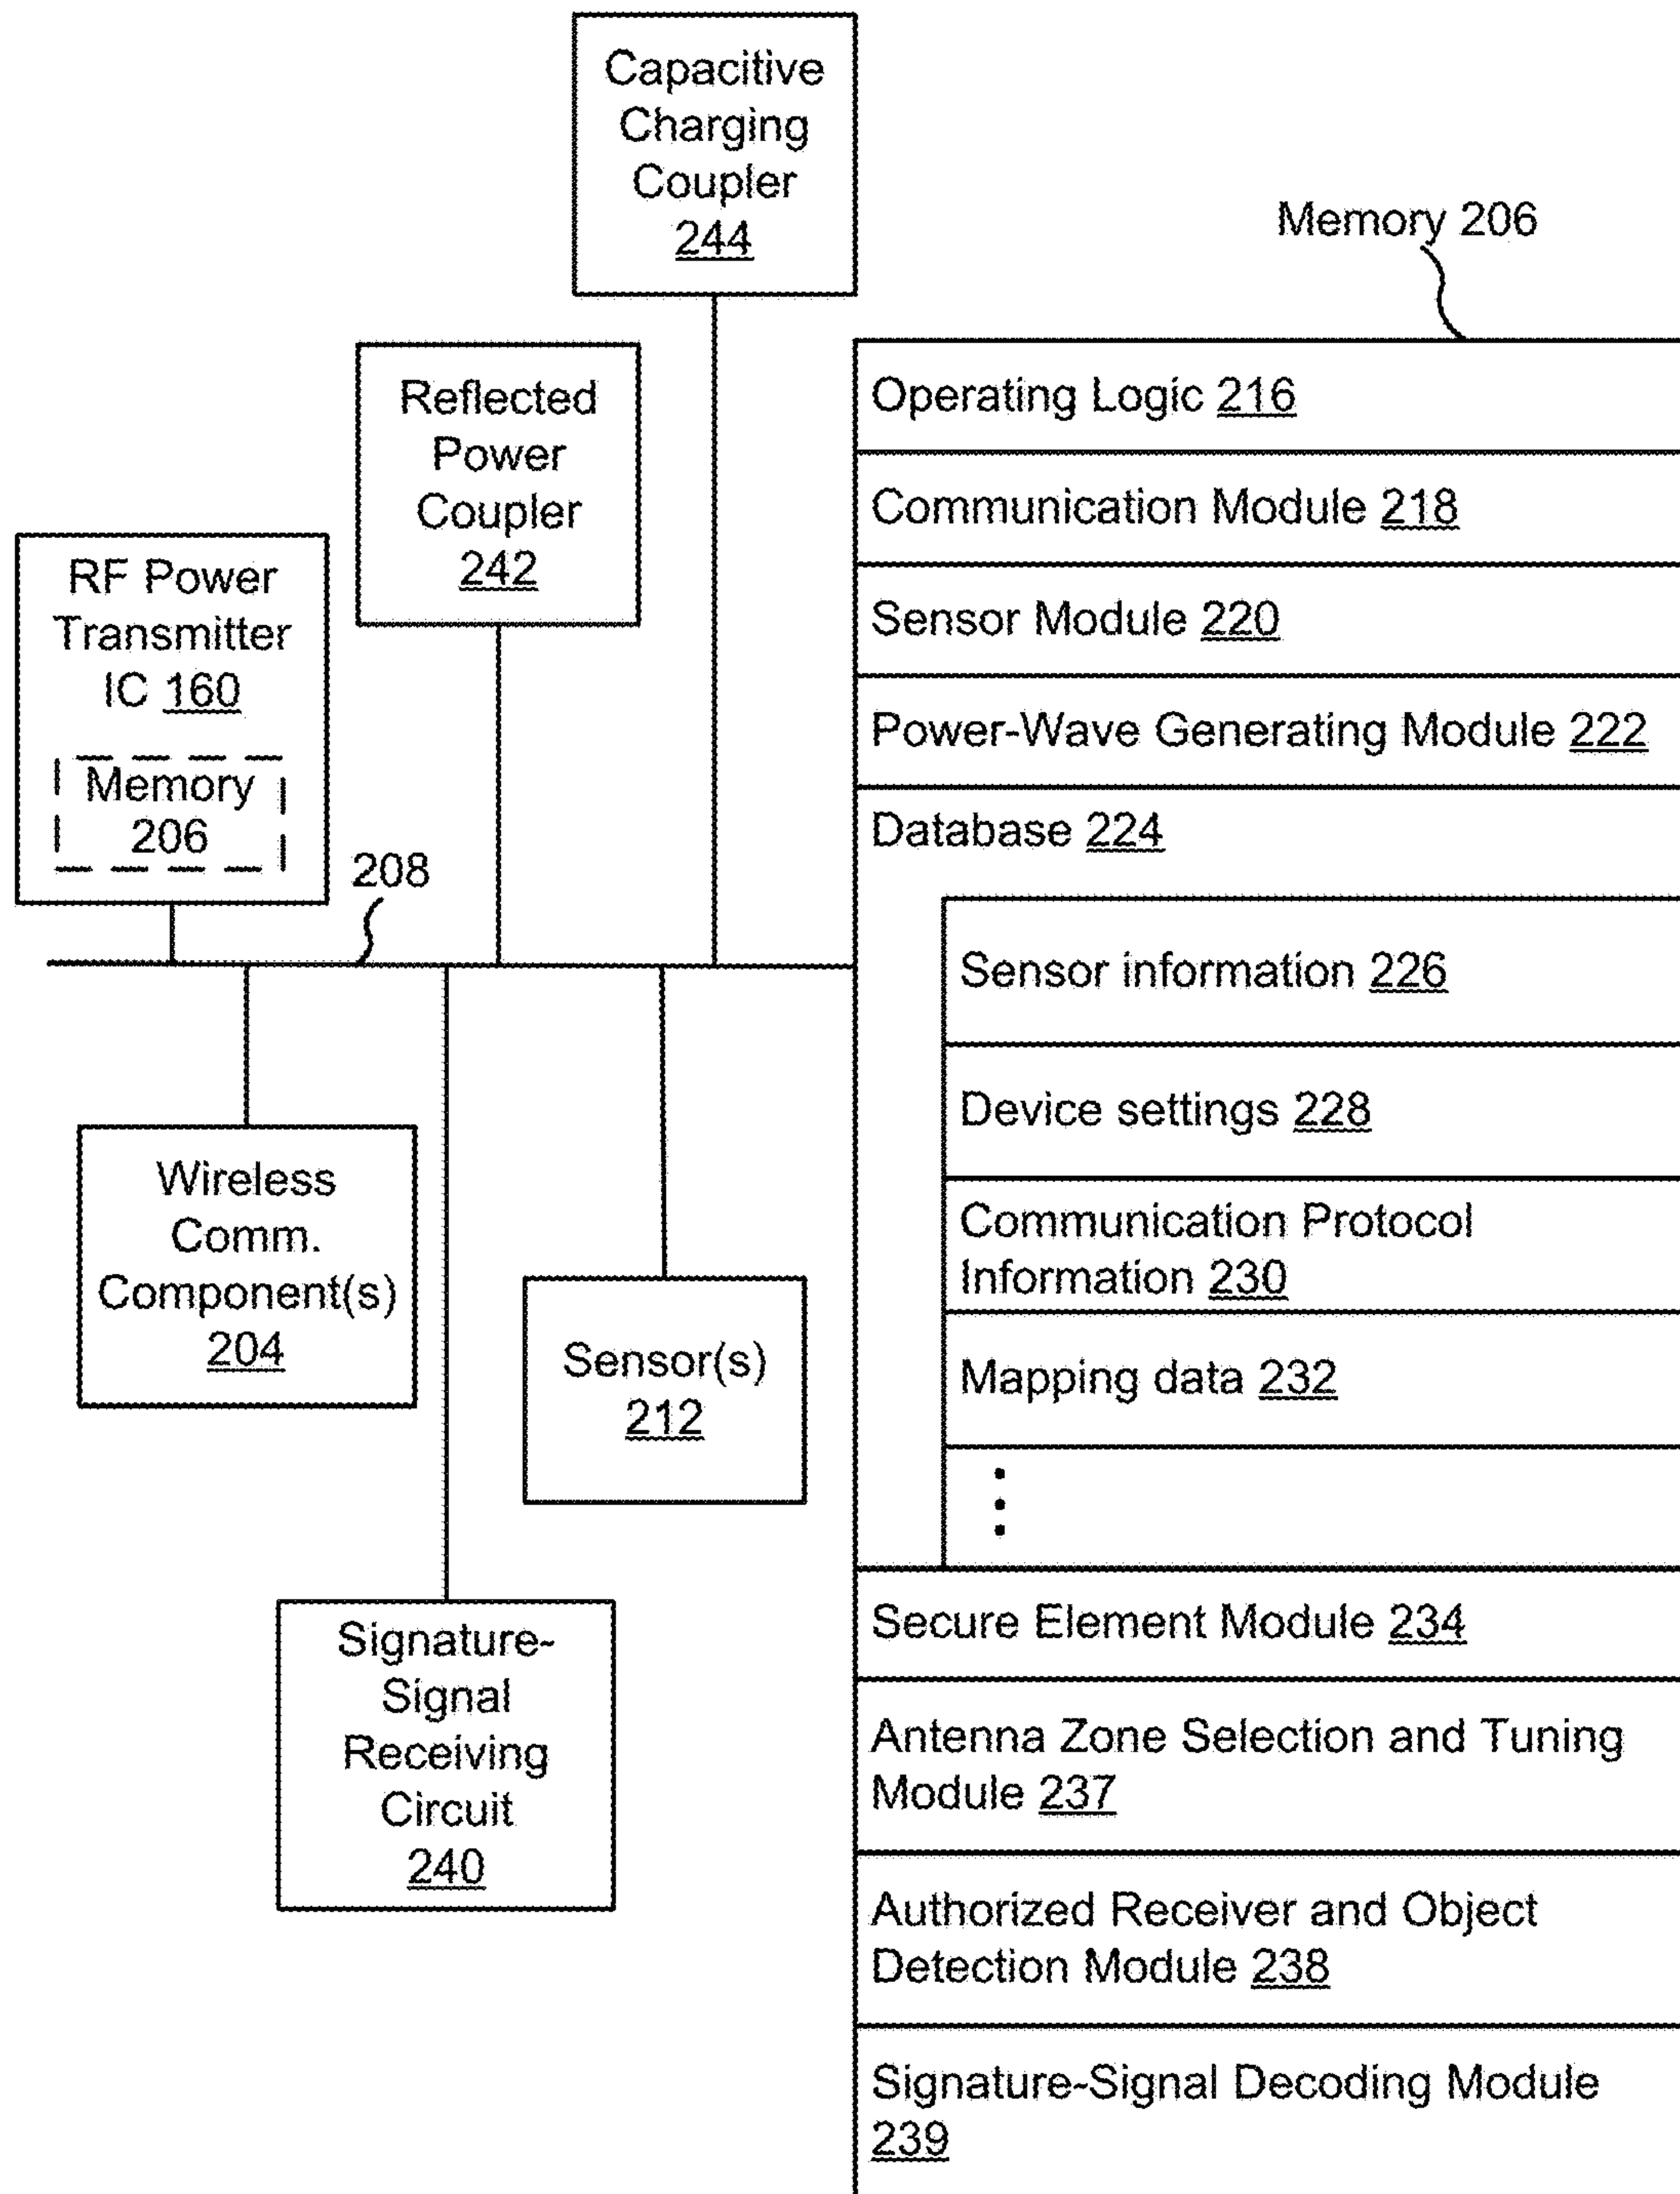 Capacitive
Charging
Coupler
244
Memory 206
Reflected
Power
Coupler
242
RF Power
Transmitter
IC 160
Memory
206
208
Wireless
Comm.
Component(s)
204
Sensor(s)
212
Signature-
Signal
Receiving
Circuit
240
Operating Logic 216
Communication Module 218
Sensor Module 220
Power-Wave Generating Module 222
Database 224
Sensor information 226
Device settings 228
Communication Protocol
Information 230
Mapping data 232
Secure Element Module 234
Antenna Zone Selection and Tuning
Module 237
Authorized Receiver and Object
Detection Module 238
Signature-Signal Decoding Module
239